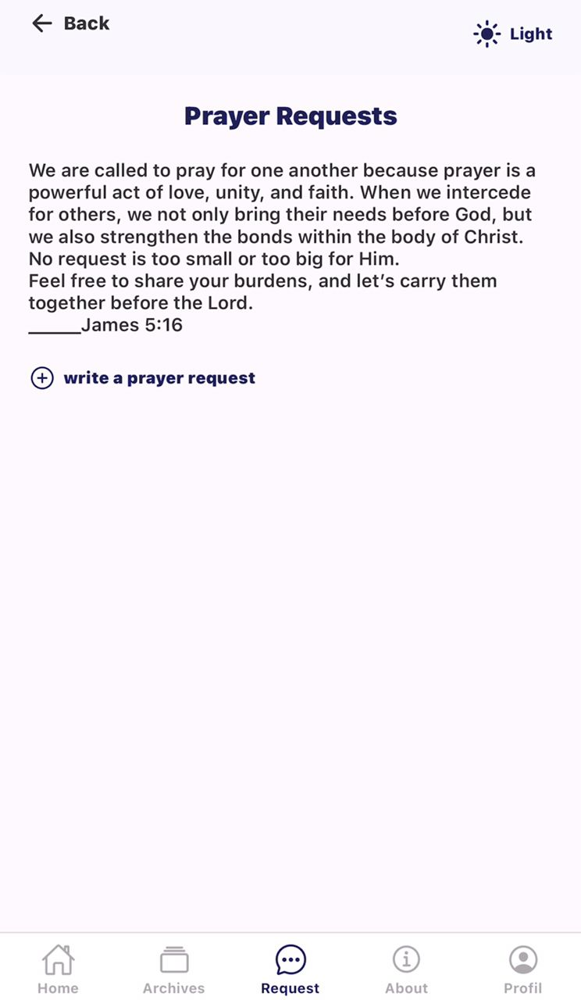 Back
Light
Prayer Requests
We are called to pray for one another because prayer is a
powerful act of love, unity, and faith. When we intercede
for others, we not only bring their needs before God, but
we also strengthen the bonds within the body of Christ.
No request is too small or too big for Him.
Feel free to share your burdens, and let’s carry them
together before the Lord.
_____James 5:16
write a prayer request
Home
Archives
Request
About
Profil